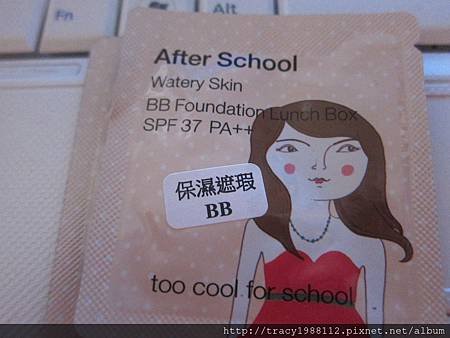 Fn
Alt
After School
Watery Skin
BB Foundation Lunch Box
SPF 37 PA++
保濕遮瑕
BB
too cool for school
http://tracy1988112.pixnet.net/album